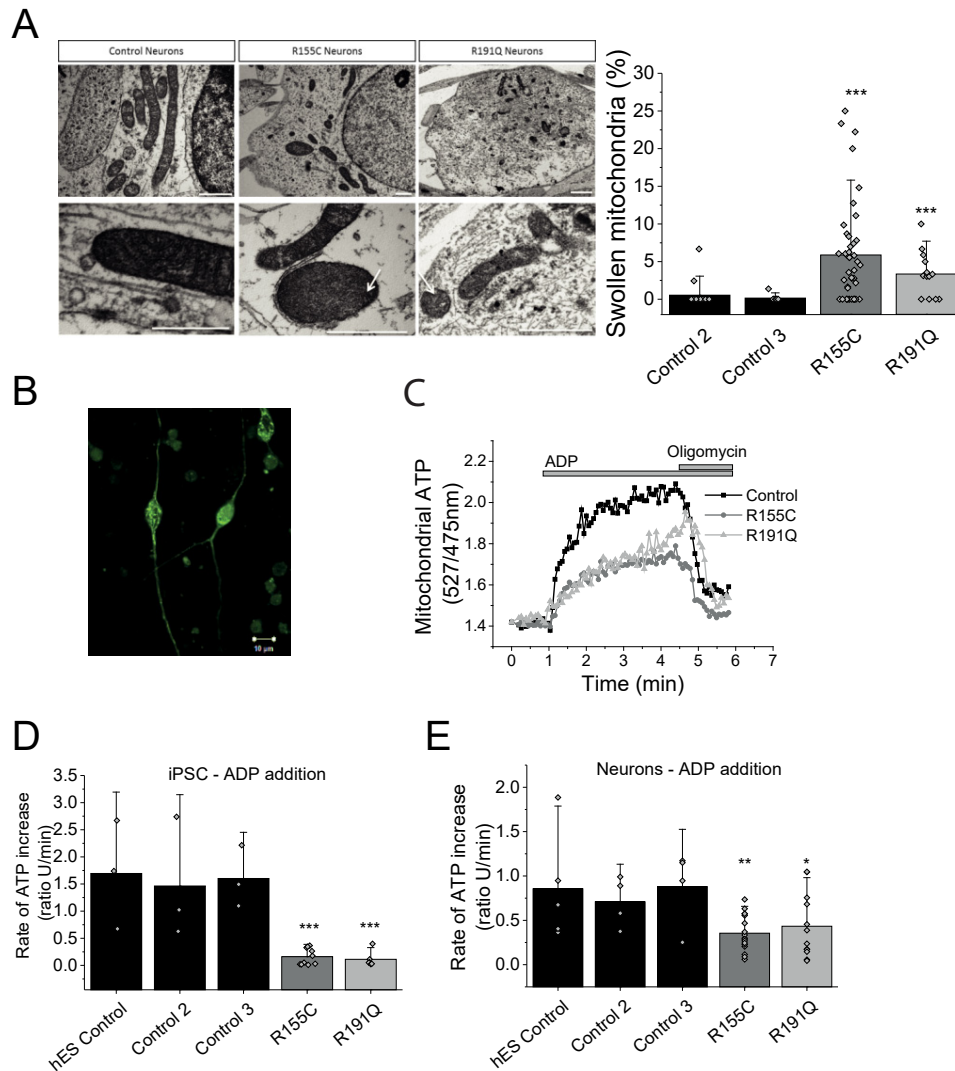 A
Control Neurons
R155C Neurons
R191Q Neurons
Swollen mitochondria (%)
30
25
20
15
10
5
0
***
***
Control 2
Control 3
R155C
R191Q
B
10 µm
C
Mitochondrial ATP
(527/475nm)
2.2
2.0
1.8
1.6
1.4
ADP
Oligomycin
Control
R155C
R191Q
0 1 2 3 4 5 6 7
Time (min)
D
iPSC - ADP addition
Rate of ATP increase
(ratio U/min)
3.5
3.0
2.5
2.0
1.5
1.0
0.5
0.0
***
***
hES Control
Control 2
Control 3
R155C
R191Q
E
Neurons - ADP addition
Rate of ATP increase
(ratio U/min)
2.0
1.5
1.0
0.5
0.0
**
*
hES Control
Control 2
Control 3
R155C
R191Q